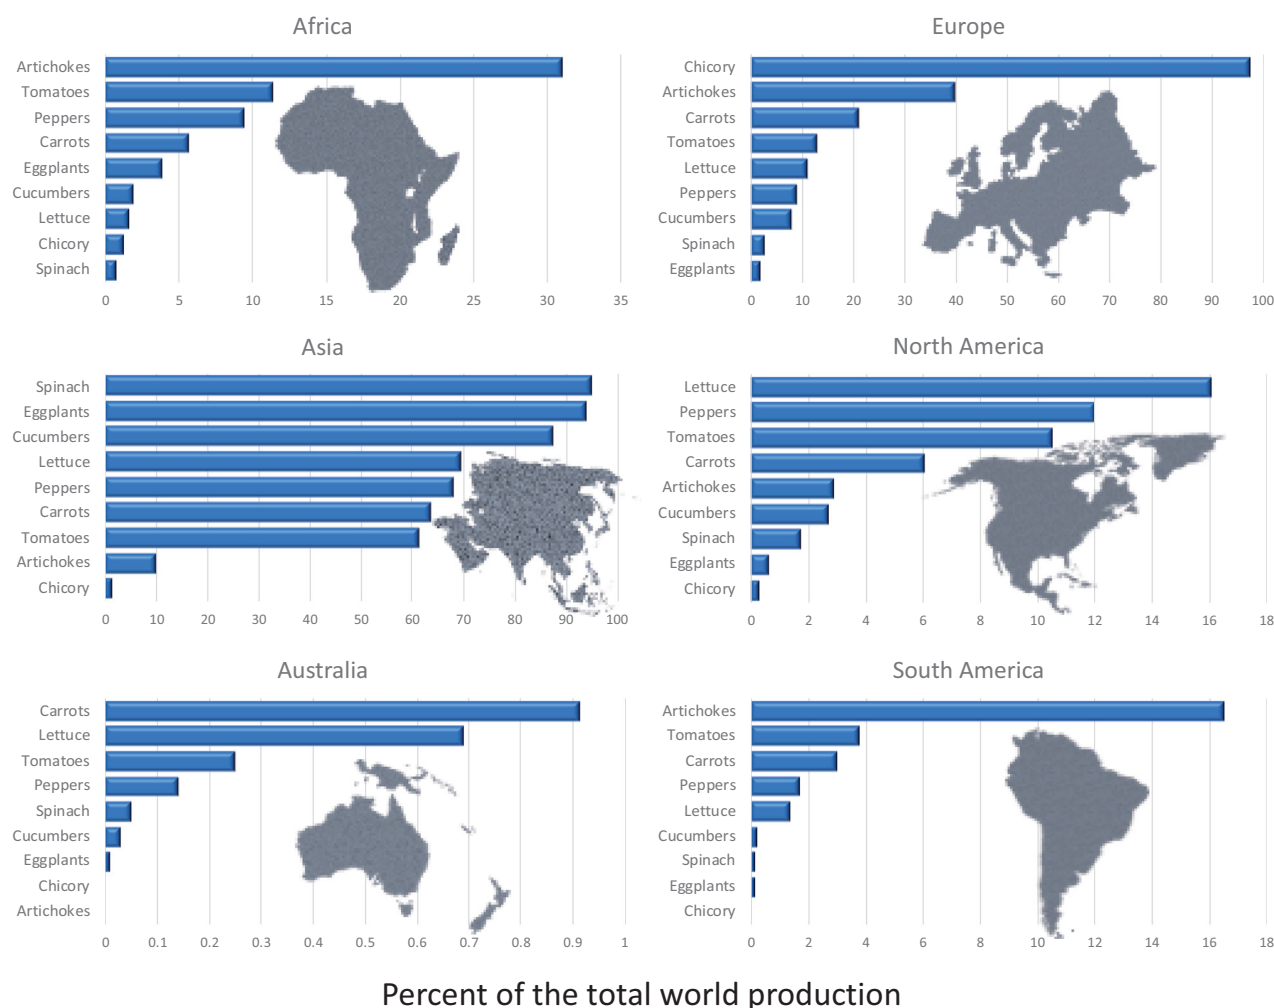 Africa
Artichokes
Tomatoes
Peppers
Carrots
Eggplants
Cucumbers
Lettuce
Chicory
Spinach
0 5 10 15 20 25 30 35
Europe
Chicory
Artichokes
Carrots
Tomatoes
Lettuce
Peppers
Cucumbers
Spinach
Eggplants
0 10 20 30 40 50 60 70 80 90 100
Asia
Spinach
Eggplants
Cucumbers
Lettuce
Peppers
Carrots
Tomatoes
Artichokes
Chicory
0 10 20 30 40 50 60 70 80 90 100
North America
Lettuce
Peppers
Tomatoes
Carrots
Artichokes
Cucumbers
Spinach
Eggplants
Chicory
0 2 4 6 8 10 12 14 16 18
Australia
Carrots
Lettuce
Tomatoes
Peppers
Spinach
Cucumbers
Eggplants
Chicory
Artichokes
0 0.1 0.2 0.3 0.4 0.5 0.6 0.7 0.8 0.9 1
South America
Artichokes
Tomatoes
Carrots
Peppers
Lettuce
Cucumbers
Spinach
Eggplants
Chicory
0 2 4 6 8 10 12 14 16 18
Percent of the total world production